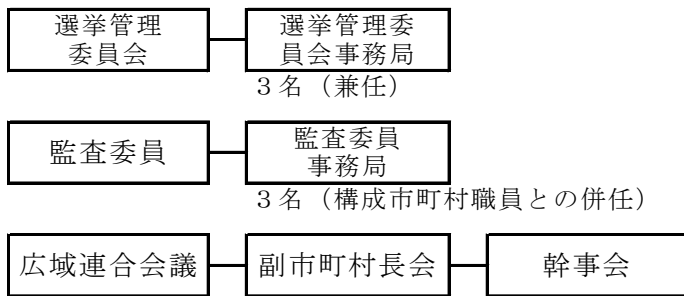 選挙管理
委員会
選挙管理委
員会事務局
3名（兼任）
監査委員
監査委員
事務局
3名（構成市町村職員との併任）
広域連合会議
副市町村長会
幹事会